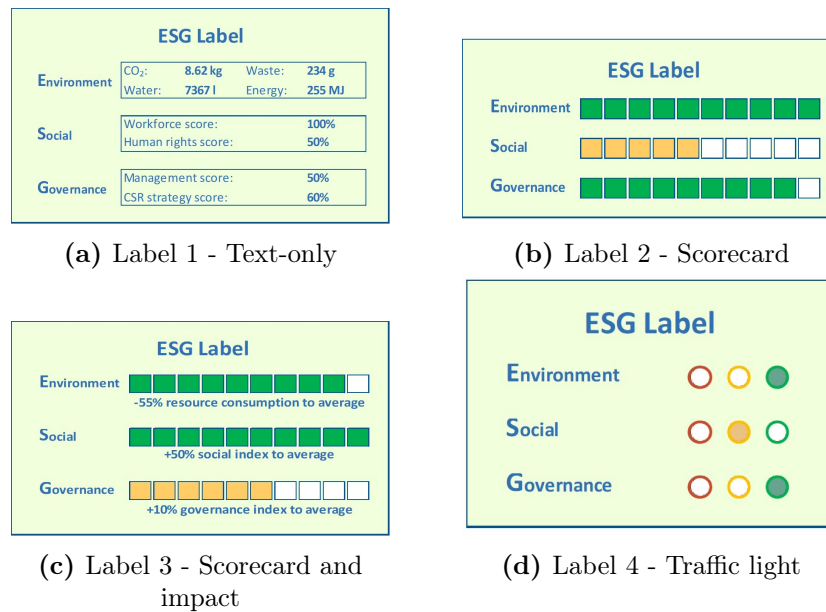 ESG Label
Environment
CO₂: 8.62 kg Waste: 234 g
Water: 7367 l Energy: 255 MJ
Social
Workforce score: 100%
Human rights score: 50%
Governance
Management score: 50%
CSR strategy score: 60%
(a) Label 1 - Text-only
ESG Label
Environment
Social
Governance
(b) Label 2 - Scorecard
ESG Label
Environment
-55% resource consumption to average
Social
+50% social index to average
Governance
+10% governance index to average
(c) Label 3 - Scorecard and
impact
ESG Label
Environment
Social
Governance
(d) Label 4 - Traffic light